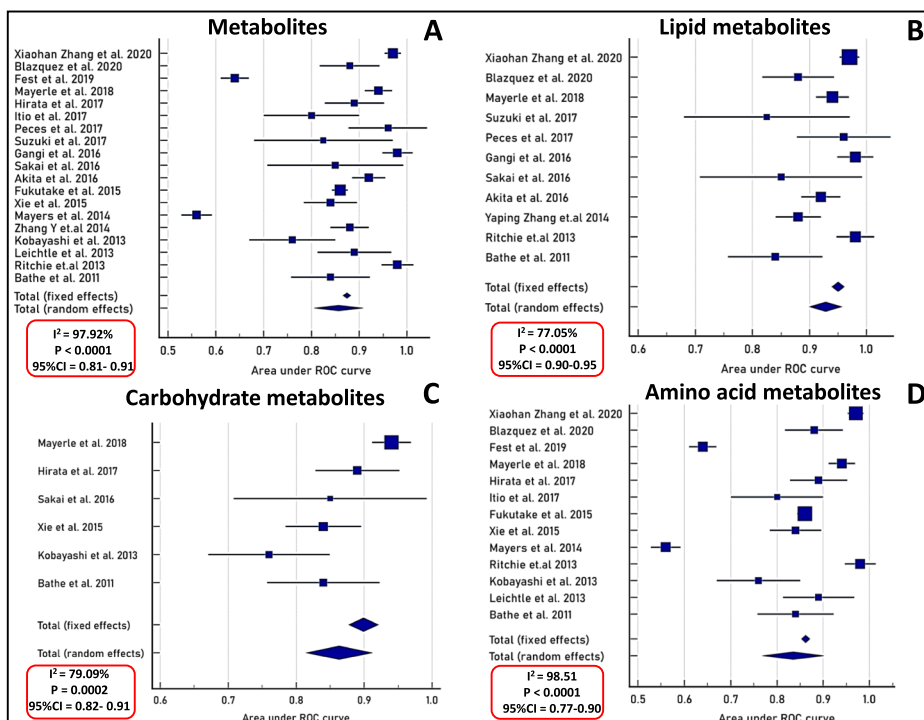 Metabolites
A
Xiaohan Zhang et al. 2020
Blazquez et al. 2020
Fest et al. 2019
Mayerle et al. 2018
Hirata et al. 2017
Itio et al. 2017
Peces et al. 2017
Suzuki et al. 2017
Gangi et al. 2016
Sakai et al. 2016
Akita et al. 2016
Fukutake et al. 2015
Xie et al. 2015
Mayers et al. 2014
Zhang Y et.al 2014
Kobayashi et al. 2013
Leichtle et al. 2013
Ritchie et.al 2013
Bathe et al. 2011
Total (fixed effects)
Total (random effects)
I² = 97.92%
P < 0.0001
95%CI = 0.81- 0.91
0.5 0.6 0.7 0.8 0.9 1.0
Area under ROC curve
Lipid metabolites
B
Xiaohan Zhang et al. 2020
Blazquez et al. 2020
Mayerle et al. 2018
Suzuki et al. 2017
Peces et al. 2017
Gangi et al. 2016
Sakai et al. 2016
Akita et al. 2016
Yaping Zhang et.al 2014
Ritchie et.al 2013
Bathe et al. 2011
Total (fixed effects)
Total (random effects)
I² = 77.05%
P < 0.0001
95%CI = 0.90-0.95
0.6 0.7 0.8 0.9 1.0
Area under ROC curve
Carbohydrate metabolites
C
Mayerle et al. 2018
Hirata et al. 2017
Sakai et al. 2016
Xie et al. 2015
Kobayashi et al. 2013
Bathe et al. 2011
Total (fixed effects)
Total (random effects)
I² = 79.09%
P = 0.0002
95%CI = 0.82- 0.91
0.6 0.7 0.8 0.9 1.0
Area under ROC curve
Amino acid metabolites
D
Xiaohan Zhang et al. 2020
Blazquez et al. 2020
Fest et al. 2019
Mayerle et al. 2018
Hirata et al. 2017
Itio et al. 2017
Fukutake et al. 2015
Xie et al. 2015
Mayers et al. 2014
Ritchie et.al 2013
Kobayashi et al. 2013
Leichtle et al. 2013
Bathe et al. 2011
Total (fixed effects)
Total (random effects)
I² = 98.51
P < 0.0001
95%CI = 0.77-0.90
0.5 0.6 0.7 0.8 0.9 1.0
Area under ROC curve